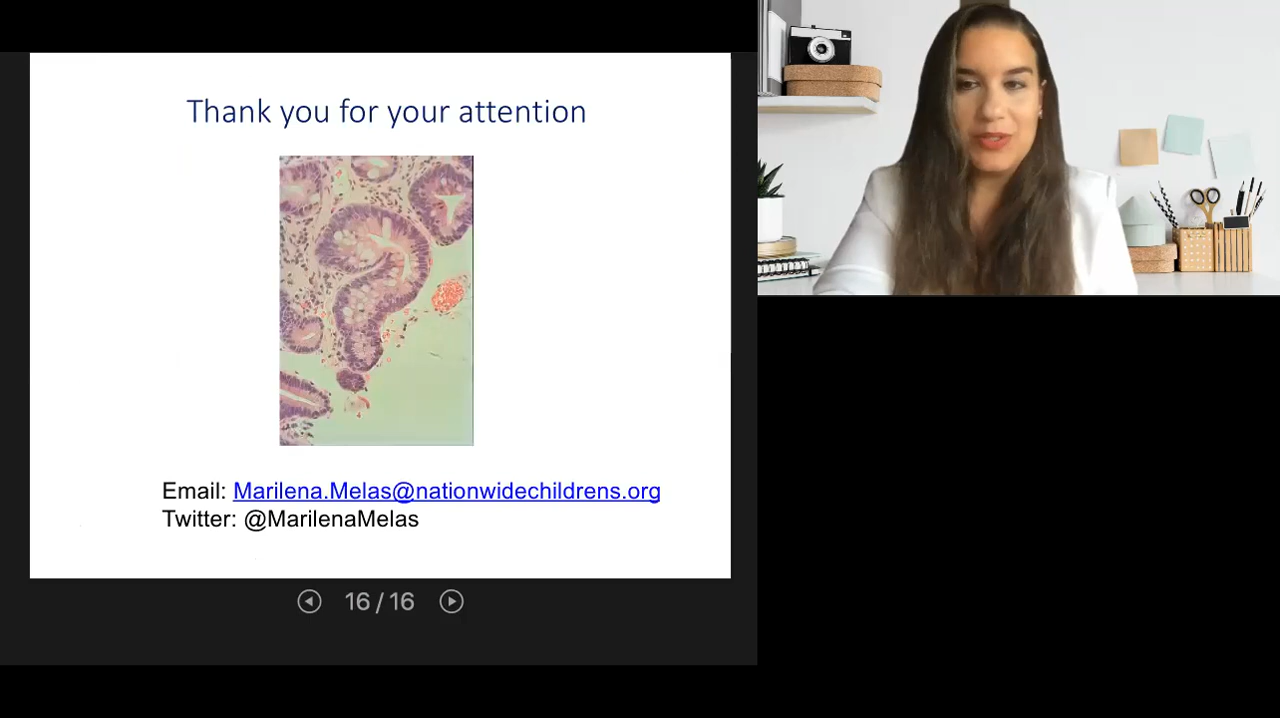 Thank you for your attention
Email: Marilena.Melas@nationwidechildrens.org
Twitter: @MarilenaMelas
16 / 16